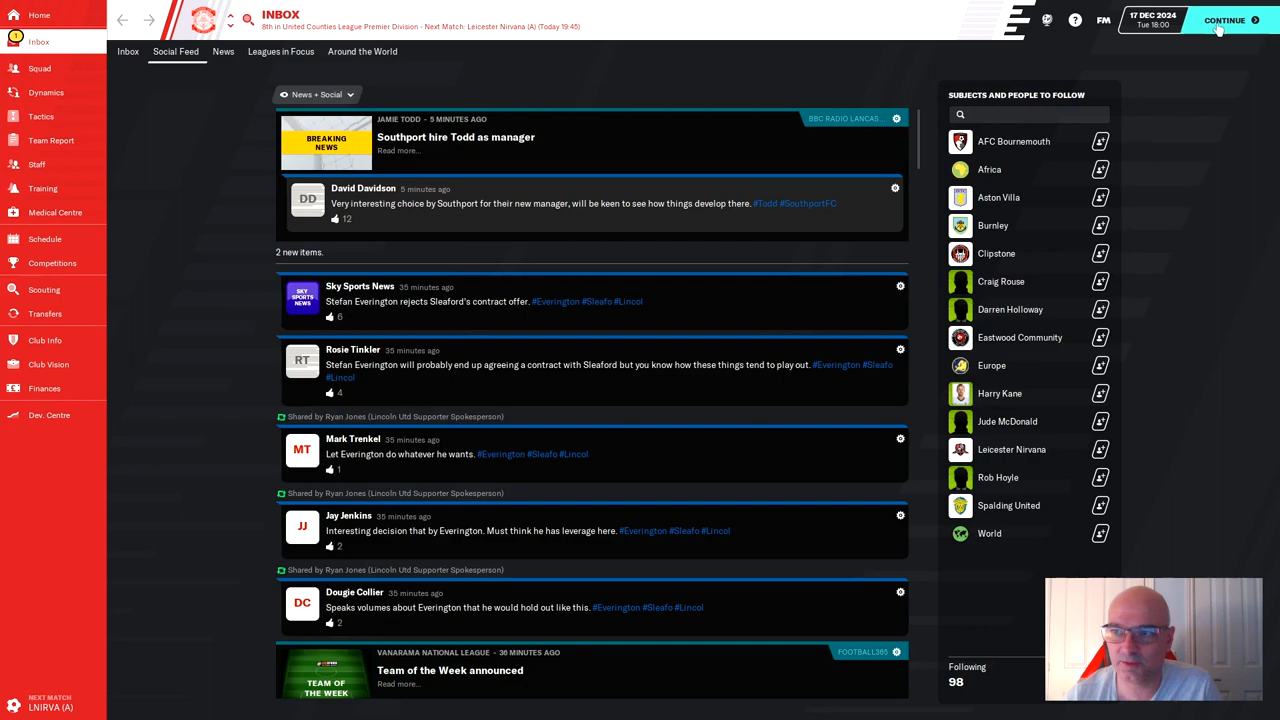 Home
1
Inbox
Squad
Dynamics
Tactics
Team Report
Staff
Training
Medical Centre
Schedule
Competitions
Scouting
Transfers
Club Info
Club Vision
Finances
Dev. Centre
NEXT MATCH
LNIRVA (A)
INBOX
8th in United Counties League Premier Division - Next Match: Leicester Nirvana (A) (Today 19:45)
?
FM
17 DEC 2024
Tue 18:00
CONTINUE
Inbox Social Feed News Leagues in Focus Around the World
News + Social
BREAKING
NEWS
JAMIE TODD - 5 MINUTES AGO
BBC RADIO LANCAS...
Southport hire Todd as manager
Read more...
DD
David Davidson 5 minutes ago
Very interesting choice by Southport for their new manager, will be keen to see how things develop there. #Todd #SouthportFC
12
2 new items.
SKY
SPORTS
NEWS
Sky Sports News 35 minutes ago
Stefan Everington rejects Sleaford's contract offer. #Everington #Sleafo #Lincol
6
RT
Rosie Tinkler 35 minutes ago
Stefan Everington will probably end up agreeing a contract with Sleaford but you know how these things tend to play out. #Everington #Sleafo
#Lincol
4
Shared by Ryan Jones (Lincoln Utd Supporter Spokesperson)
MT
Mark Trenkel 35 minutes ago
Let Everington do whatever he wants. #Everington #Sleafo #Lincol
1
Shared by Ryan Jones (Lincoln Utd Supporter Spokesperson)
JJ
Jay Jenkins 35 minutes ago
Interesting decision that by Everington. Must think he has leverage here. #Everington #Sleafo #Lincol
2
Shared by Ryan Jones (Lincoln Utd Supporter Spokesperson)
DC
Dougie Collier 35 minutes ago
Speaks volumes about Everington that he would hold out like this. #Everington #Sleafo #Lincol
2
TEAM OF
THE WEEK
VANARAMA NATIONAL LEAGUE - 36 MINUTES AGO
FOOTBALL365
Team of the Week announced
Read more...
SUBJECTS AND PEOPLE TO FOLLOW
AFC Bournemouth
Africa
Aston Villa
Burnley
Clipstone
Craig Rouse
Darren Holloway
Eastwood Community
Europe
Harry Kane
Jude McDonald
Leicester Nirvana
Rob Hoyle
Spalding United
World
Following
98